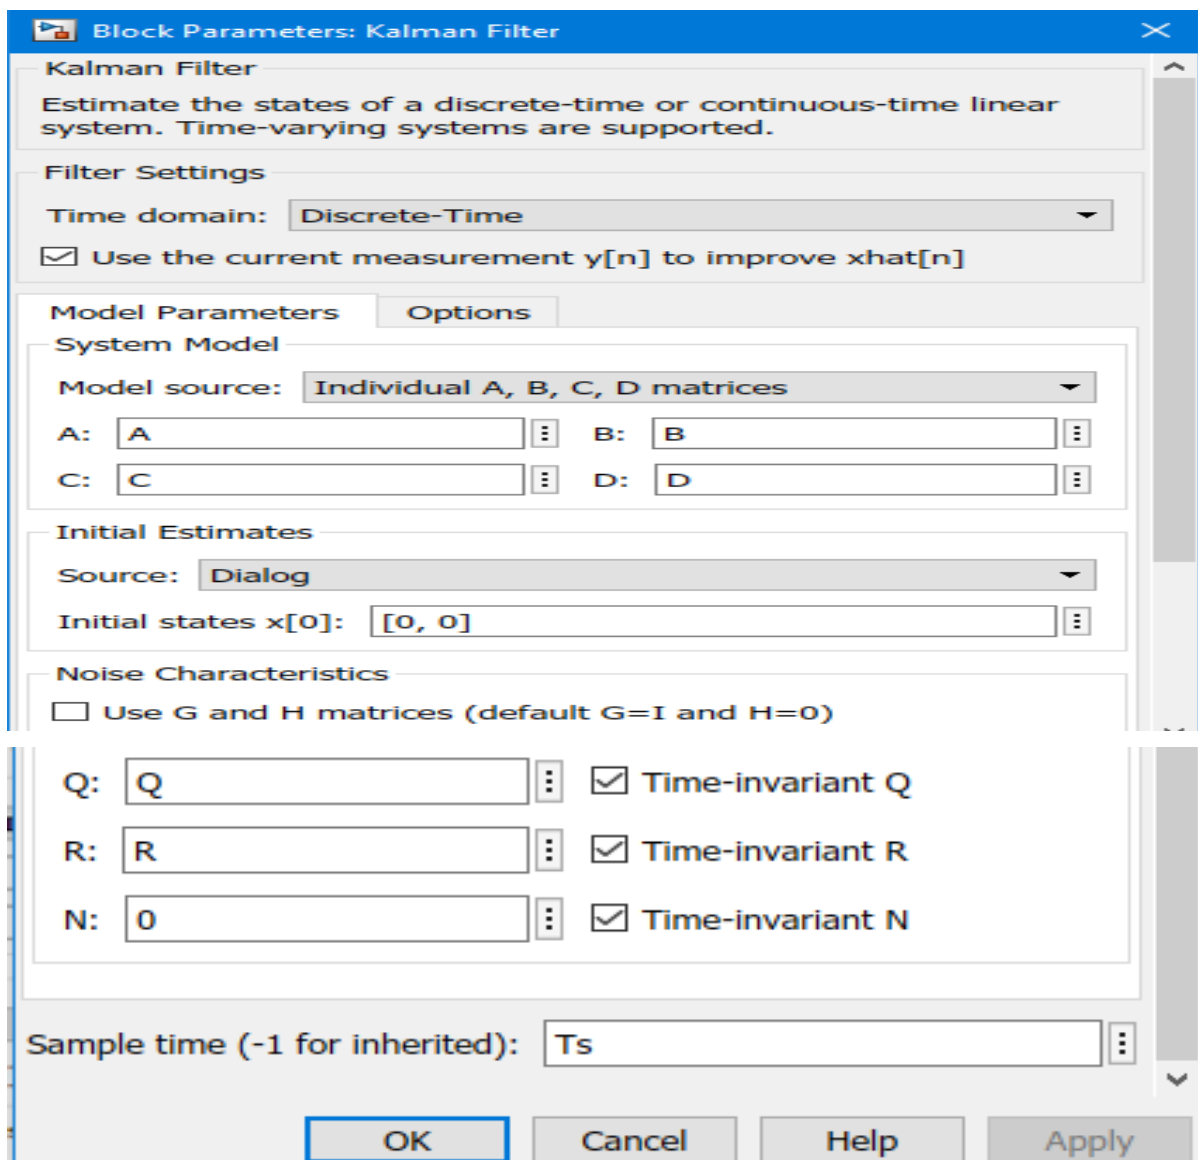 Block Parameters: Kalman Filter
Kalman Filter
Estimate the states of a discrete-time or continuous-time linear
system. Time-varying systems are supported.
Filter Settings
Time domain: Discrete-Time
Use the current measurement y[n] to improve xhat[n]
Model Parameters Options
System Model
Model source: Individual A, B, C, D matrices
A: A B: B
C: C D: D
Initial Estimates
Source: Dialog
Initial states x[0]: [0, 0]
Noise Characteristics
Use G and H matrices (default G=I and H=0)
Q: Q Time-invariant Q
R: R Time-invariant R
N: 0 Time-invariant N
Sample time (-1 for inherited): Ts
OK Cancel Help Apply